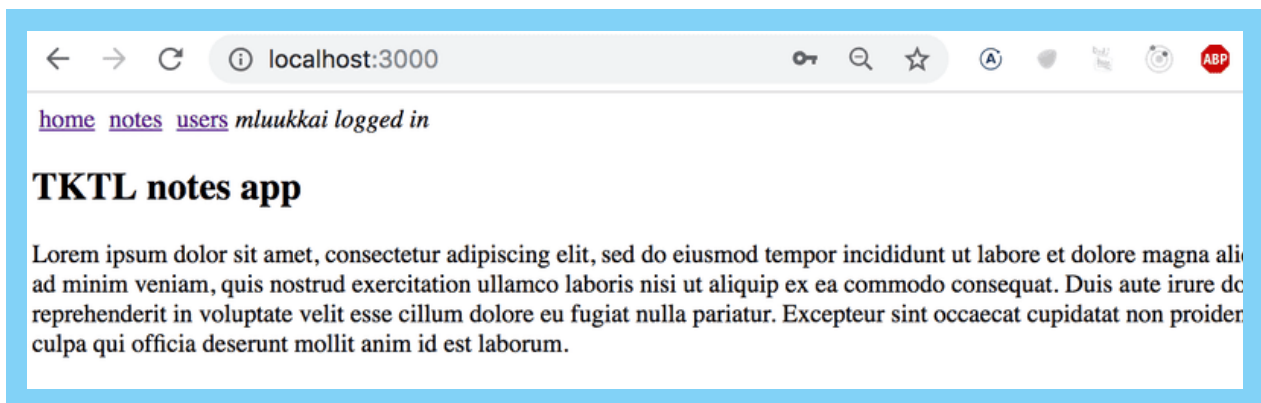 localhost:3000
A
ABP
home notes users mluukkai logged in
TKTL notes app
Lorem ipsum dolor sit amet, consectetur adipiscing elit, sed do eiusmod tempor incididunt ut labore et dolore magna ali
ad minim veniam, quis nostrud exercitation ullamco laboris nisi ut aliquip ex ea commodo consequat. Duis aute irure do
reprehenderit in voluptate velit esse cillum dolore eu fugiat nulla pariatur. Excepteur sint occaecat cupidatat non proiden
culpa qui officia deserunt mollit anim id est laborum.